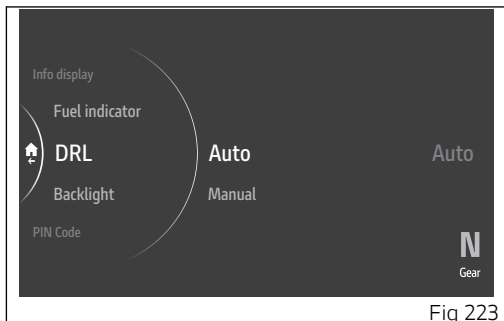 Info display
Fuel indicator
DRL Auto Auto
Backlight Manual
PIN Code
N
Gear
Fig 223